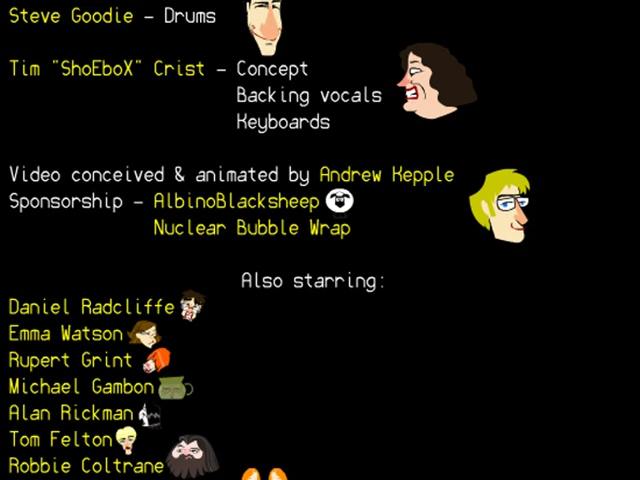 Steve Goodie - Drums
Tim "ShoEboX" Crist - Concept
Backing vocals
Keyboards
Video conceived & animated by Andrew Kepple
Sponsorship - AlbinoBlacksheep
Nuclear Bubble Wrap
Also starring:
Daniel Radcliffe
Emma Watson
Rupert Grint
Michael Gambon
Alan Rickman
Tom Felton
Robbie Coltrane